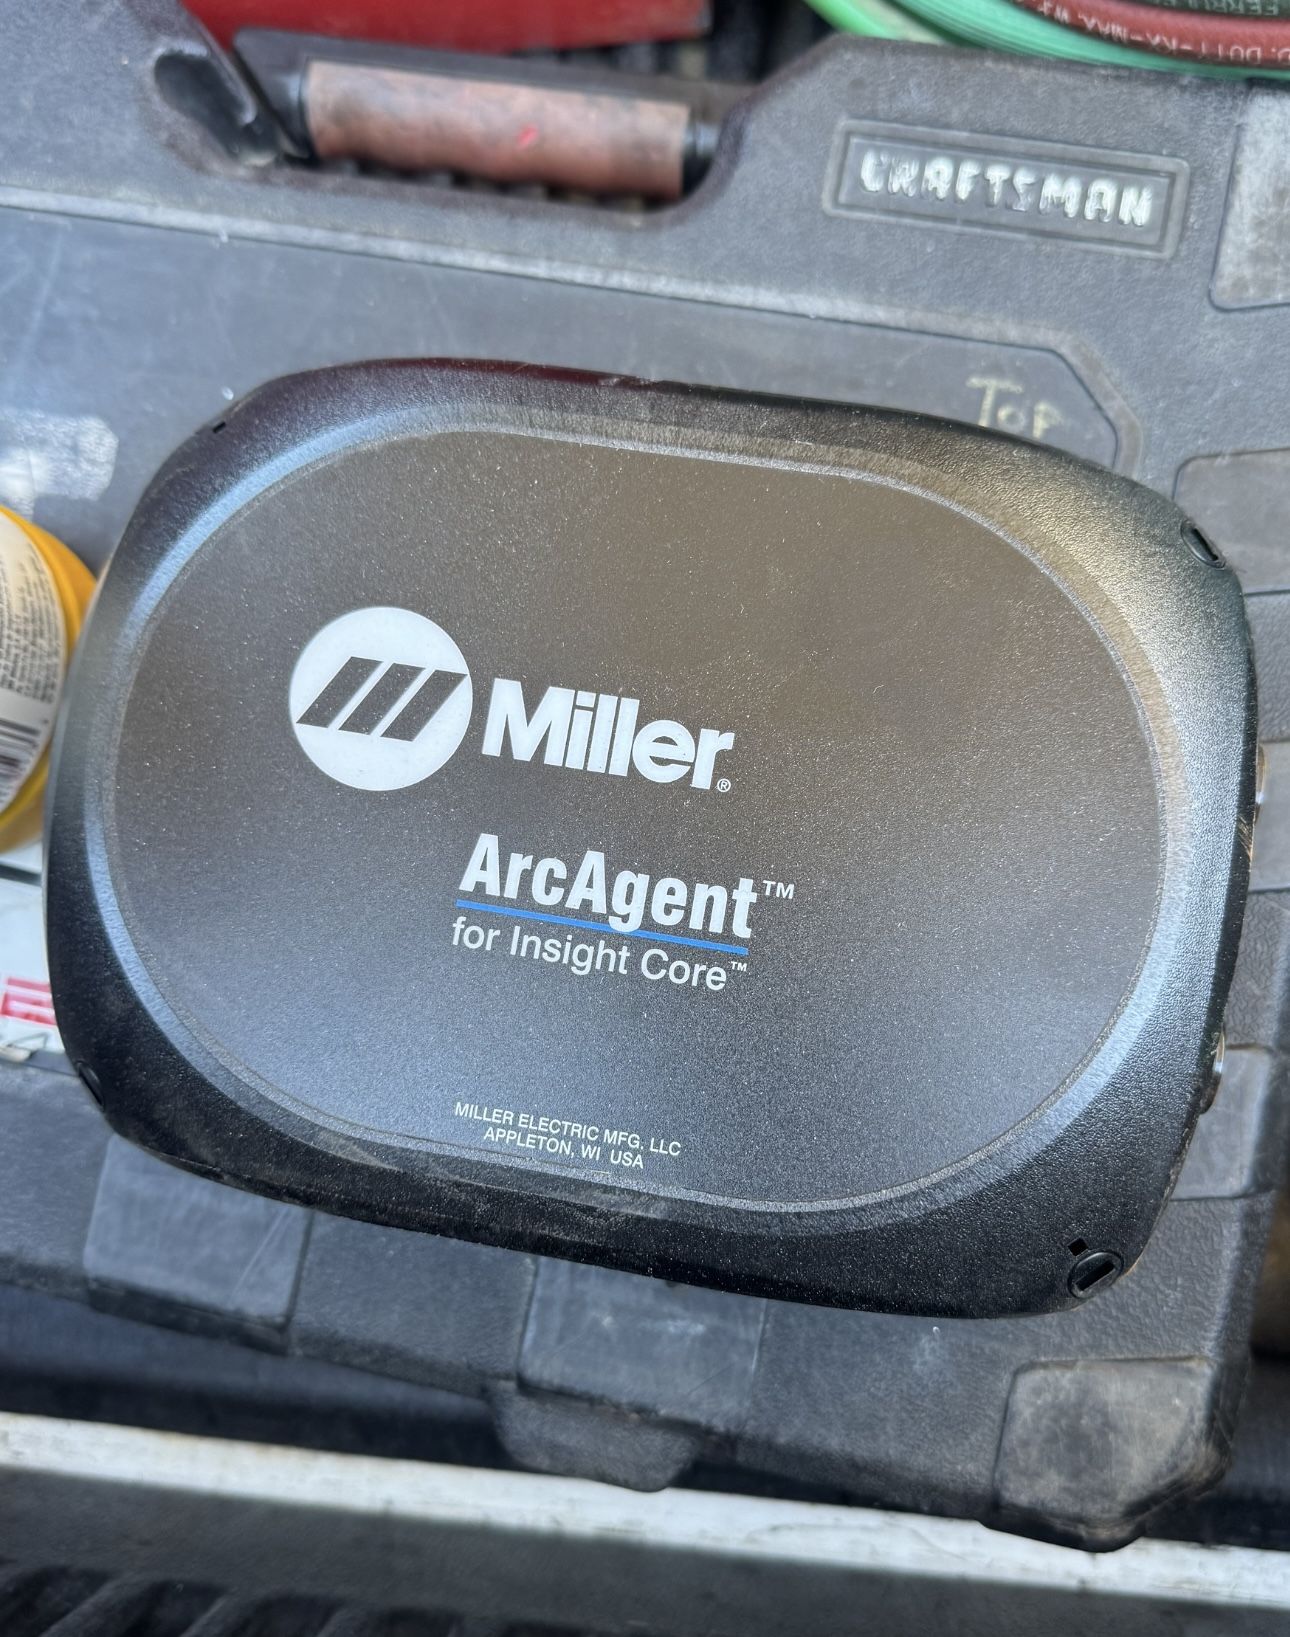 CRAFTSMAN
TOP
Miller®
ArcAgent™
for Insight Core™
MILLER ELECTRIC MFG. LLC
APPLETON, WI USA